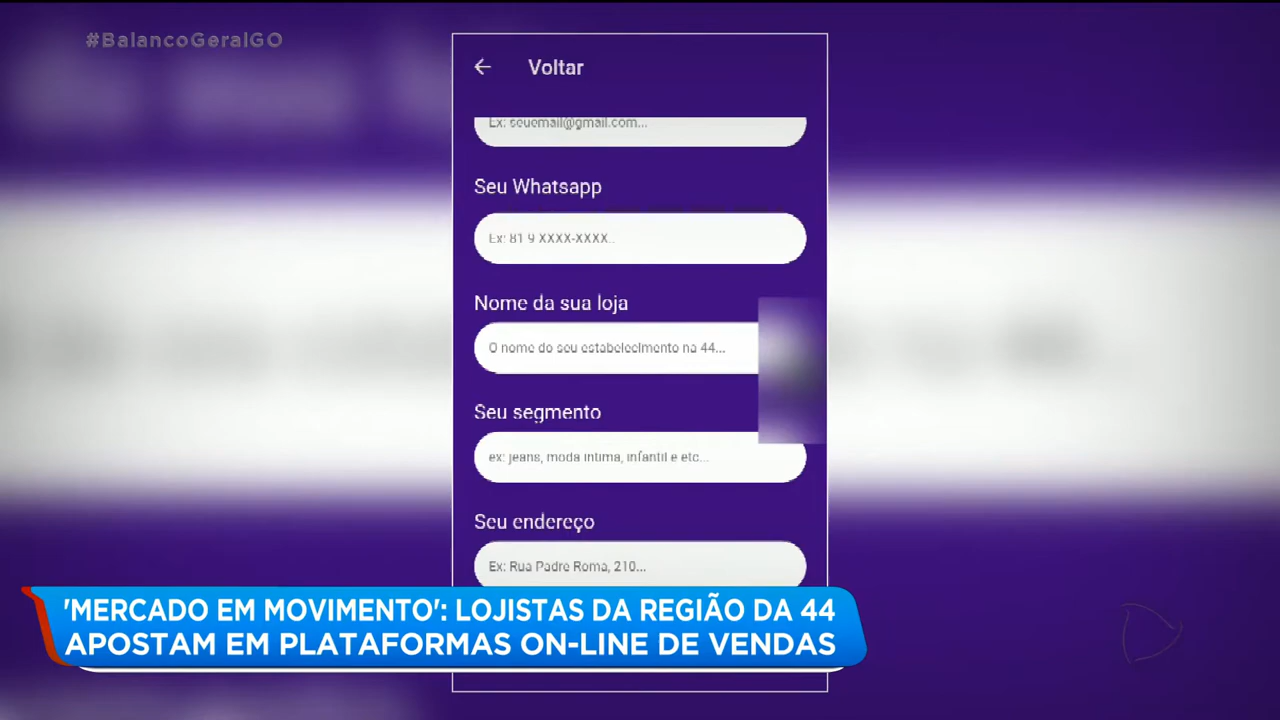 #BalancoGeralGO
Voltar
Ex: seuemail@gmail.com...
Seu Whatsapp
Ex: 81 9 XXXX-XXXX..
Nome da sua loja
O nome do seu estabelecimento na 44...
Seu segmento
ex: jeans, moda intima, infantil e etc...
Seu endereço
Ex: Rua Padre Roma, 210...
'MERCADO EM MOVIMENTO': LOJISTAS DA REGIÃO DA 44
APOSTAM EM PLATAFORMAS ON-LINE DE VENDAS